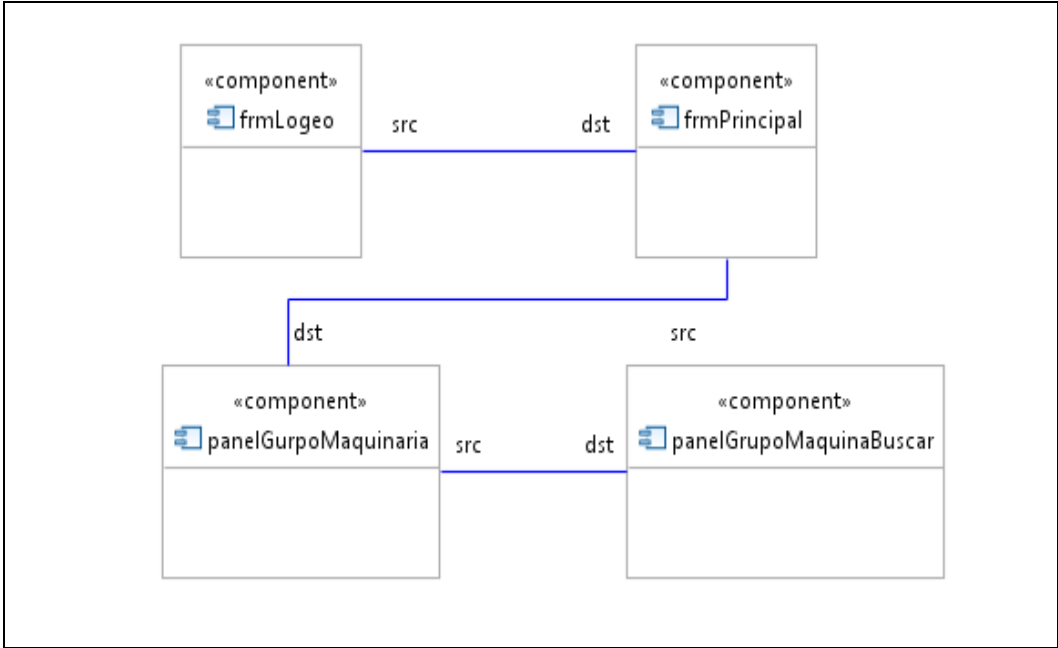 «component»
frmLogeo
src
dst
«component»
frmPrincipal
dst
src
«component»
panelGurpoMaquinaria
src
dst
«component»
panelGrupoMaquinaBuscar